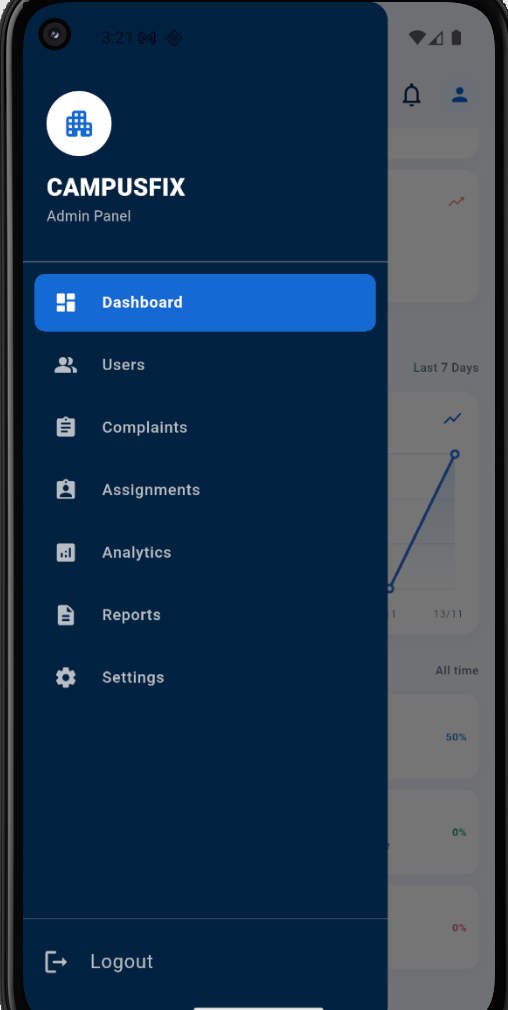 3:21
CAMPUSFIX
Admin Panel
Dashboard
Users
Last 7 Days
Complaints
Assignments
Analytics
Reports
13/11
All time
Settings
50%
0%
0%
Logout